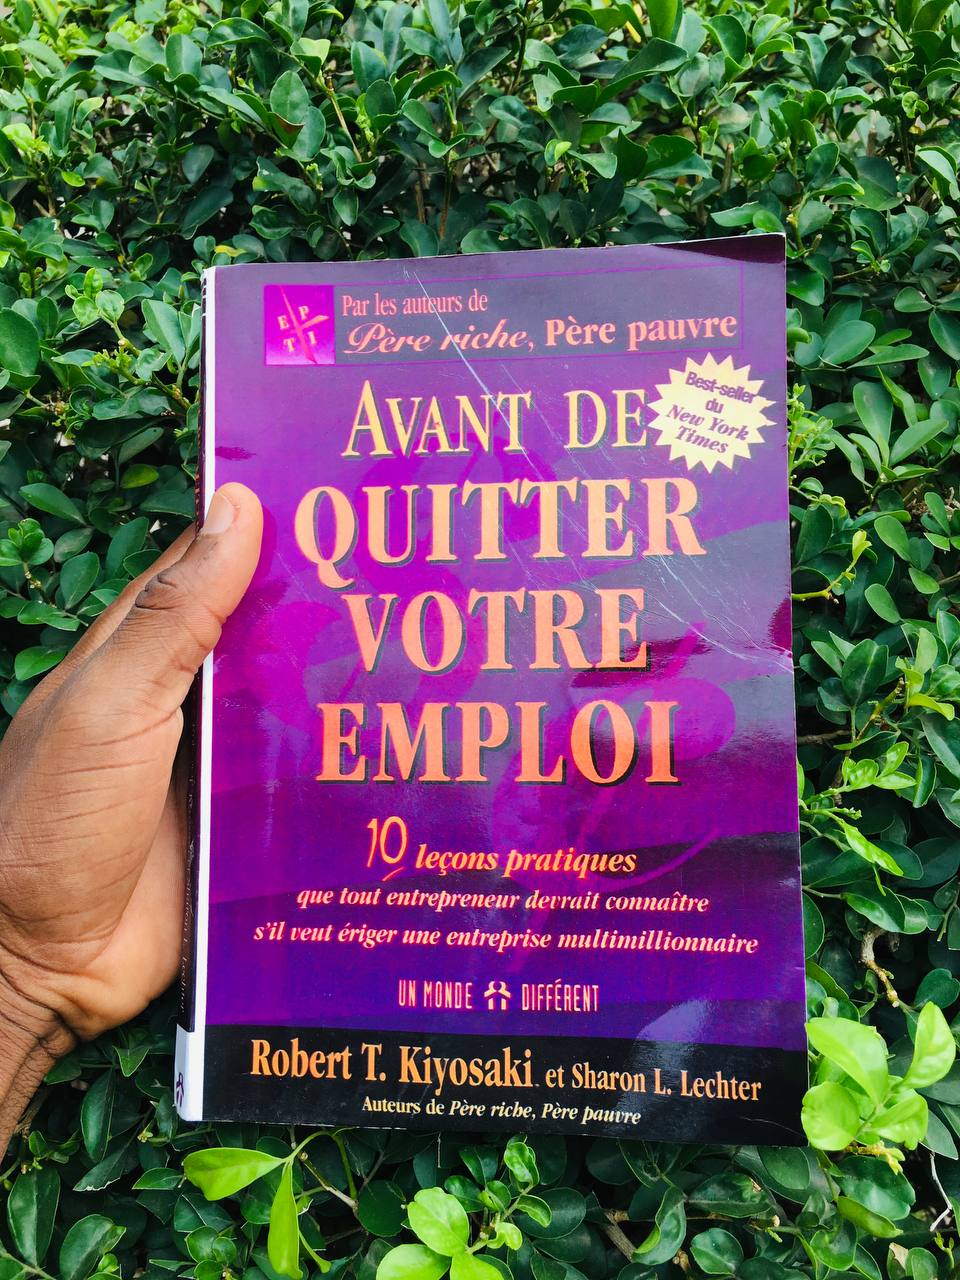 E P
T I
Par les auteurs de
Père riche, Père pauvre
AVANT DE
Best-seller
du
New York
Times
QUITTER
VOTRE
EMPLOI
10 leçons pratiques
que tout entrepreneur devrait connaître
s'il veut ériger une entreprise multimillionnaire
UN MONDE DIFFÉRENT
Robert T. Kiyosaki et Sharon L. Lechter
Auteurs de Père riche, Père pauvre